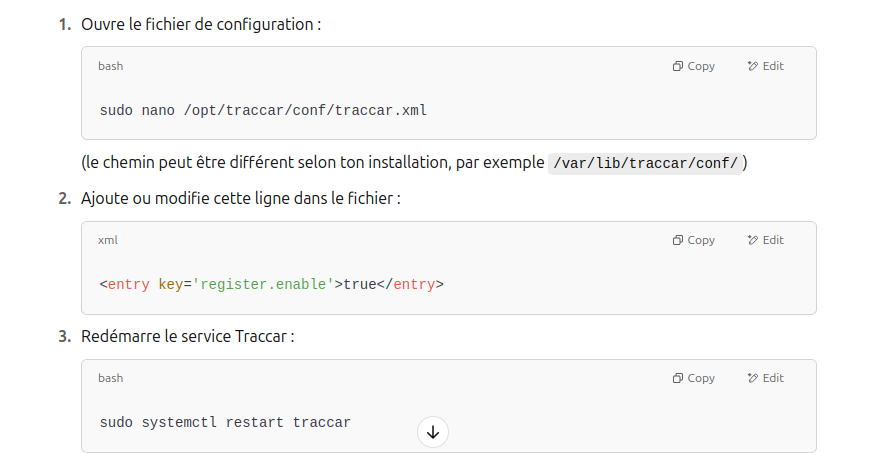 1. Ouvre le fichier de configuration :
bash Copy Edit
sudo nano /opt/traccar/conf/traccar.xml
(le chemin peut être différent selon ton installation, par exemple /var/lib/traccar/conf/ )
2. Ajoute ou modifie cette ligne dans le fichier :
xml Copy Edit
<entry key='register.enable'>true</entry>
3. Redémarre le service Traccar :
bash Copy Edit
sudo systemctl restart traccar